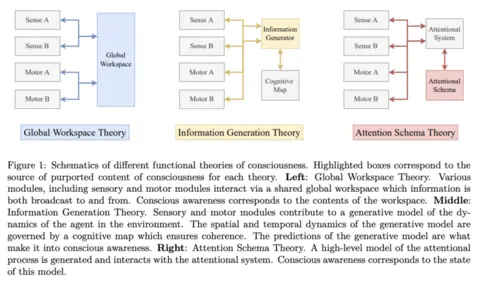 Sense A
Sense B
Motor A
Motor B
Global
Workspace
Global Workspace Theory
Sense A
Sense B
Motor A
Motor B
Information
Generator
Cognitive
Map
Information Generation Theory
Sense A
Sense B
Motor A
Motor B
Attentional
System
Attentional
Schema
Attention Schema Theory
Figure 1: Schematics of different functional theories of consciousness. Highlighted boxes correspond to the
source of purported content of consciousness for each theory. Left: Global Workspace Theory. Various
modules, including sensory and motor modules interact via a shared global workspace which information is
both broadcast to and from. Conscious awareness corresponds to the contents of the workspace. Middle:
Information Generation Theory. Sensory and motor modules contribute to a generative model of the dy-
namics of the agent in the environment. The spatial and temporal dynamics of the generative model are
governed by a cognitive map which ensures coherence. The predictions of the generative model are what
make it into conscious awareness. Right: Attention Schema Theory. A high-level model of the attentional
process is generated and interacts with the attentional system. Conscious awareness corresponds to the state
of this model.